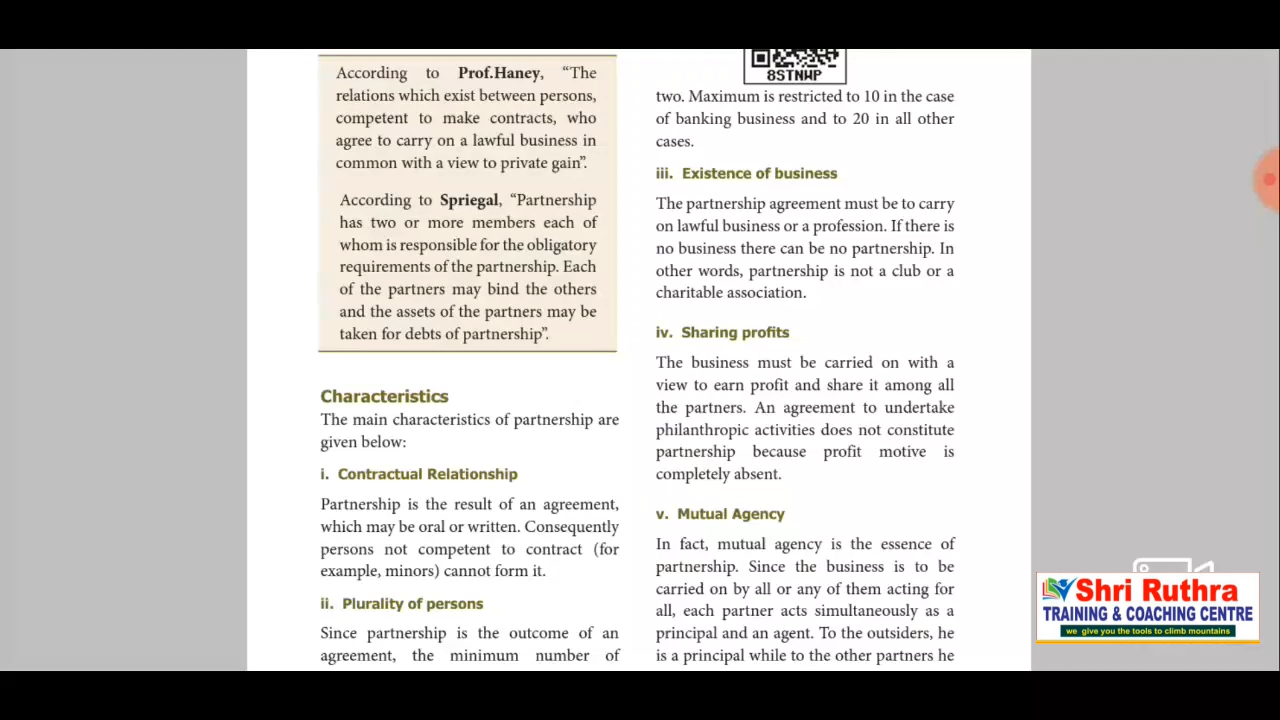 According to Prof.Haney, “The
relations which exist between persons,
competent to make contracts, who
agree to carry on a lawful business in
common with a view to private gain”.
According to Spriegal, “Partnership
has two or more members each of
whom is responsible for the obligatory
requirements of the partnership. Each
of the partners may bind the others
and the assets of the partners may be
taken for debts of partnership”.
Characteristics
The main characteristics of partnership are
given below:
i. Contractual Relationship
Partnership is the result of an agreement,
which may be oral or written. Consequently
persons not competent to contract (for
example, minors) cannot form it.
ii. Plurality of persons
Since partnership is the outcome of an
agreement, the minimum number of
8STNWP
two. Maximum is restricted to 10 in the case
of banking business and to 20 in all other
cases.
iii. Existence of business
The partnership agreement must be to carry
on lawful business or a profession. If there is
no business there can be no partnership. In
other words, partnership is not a club or a
charitable association.
iv. Sharing profits
The business must be carried on with a
view to earn profit and share it among all
the partners. An agreement to undertake
philanthropic activities does not constitute
partnership because profit motive is
completely absent.
v. Mutual Agency
In fact, mutual agency is the essence of
partnership. Since the business is to be
carried on by all or any of them acting for
all, each partner acts simultaneously as a
principal and an agent. To the outsiders, he
is a principal while to the other partners he
Shri Ruthra
TRAINING & COACHING CENTRE
we give you the tools to climb mountains